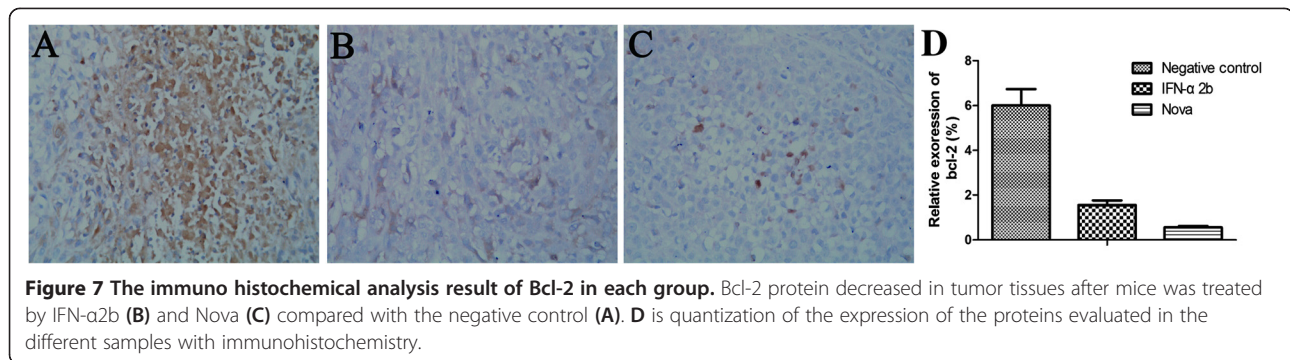 A
B
C
D
Relative exoression of
bcl-2 (%)
8
6
4
2
0
Negative control
IFN-α 2b
Nova
Figure 7 The immuno histochemical analysis result of Bcl-2 in each group. Bcl-2 protein decreased in tumor tissues after mice was treated
by IFN-α2b (B) and Nova (C) compared with the negative control (A). D is quantization of the expression of the proteins evaluated in the
different samples with immunohistochemistry.